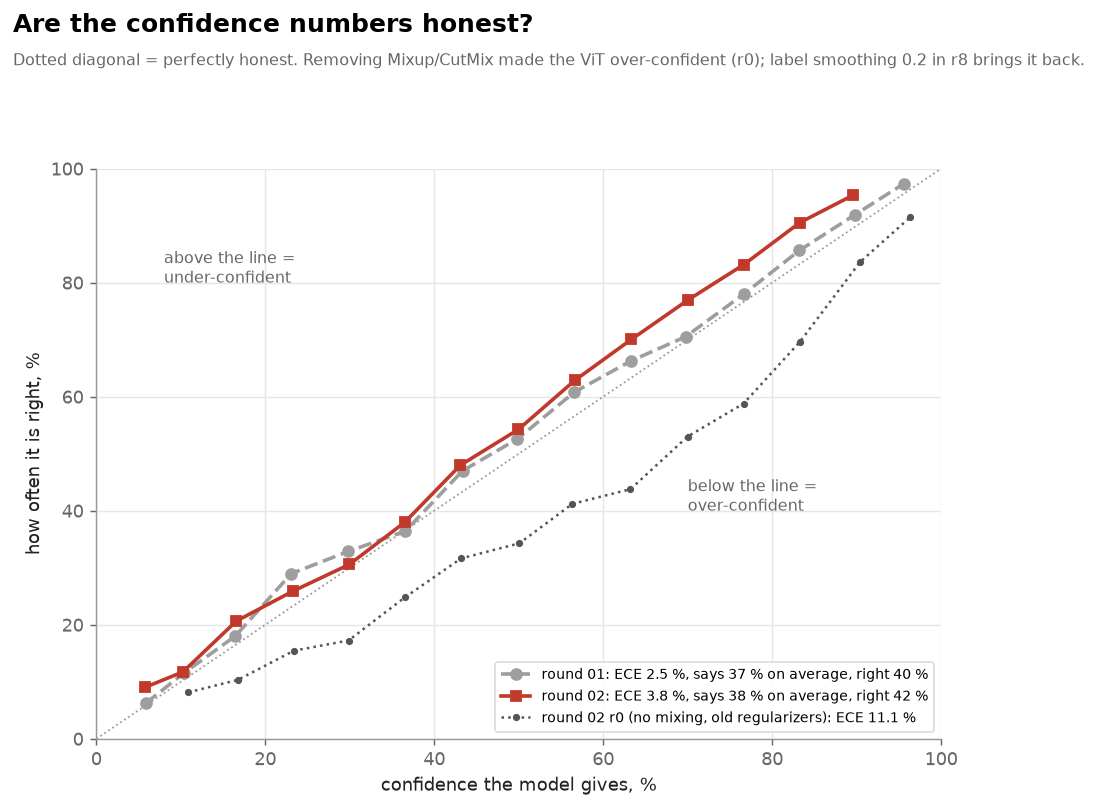 Are the confidence numbers honest?
Dotted diagonal = perfectly honest. Removing Mixup/CutMix made the ViT over-confident (r0); label smoothing 0.2 in r8 brings it back.
100
80
60
40
20
0
how often it is right, %
above the line =
under-confident
below the line =
over-confident
round 01: ECE 2.5 %, says 37 % on average, right 40 %
round 02: ECE 3.8 %, says 38 % on average, right 42 %
round 02 r0 (no mixing, old regularizers): ECE 11.1 %
0 20 40 60 80 100
confidence the model gives, %